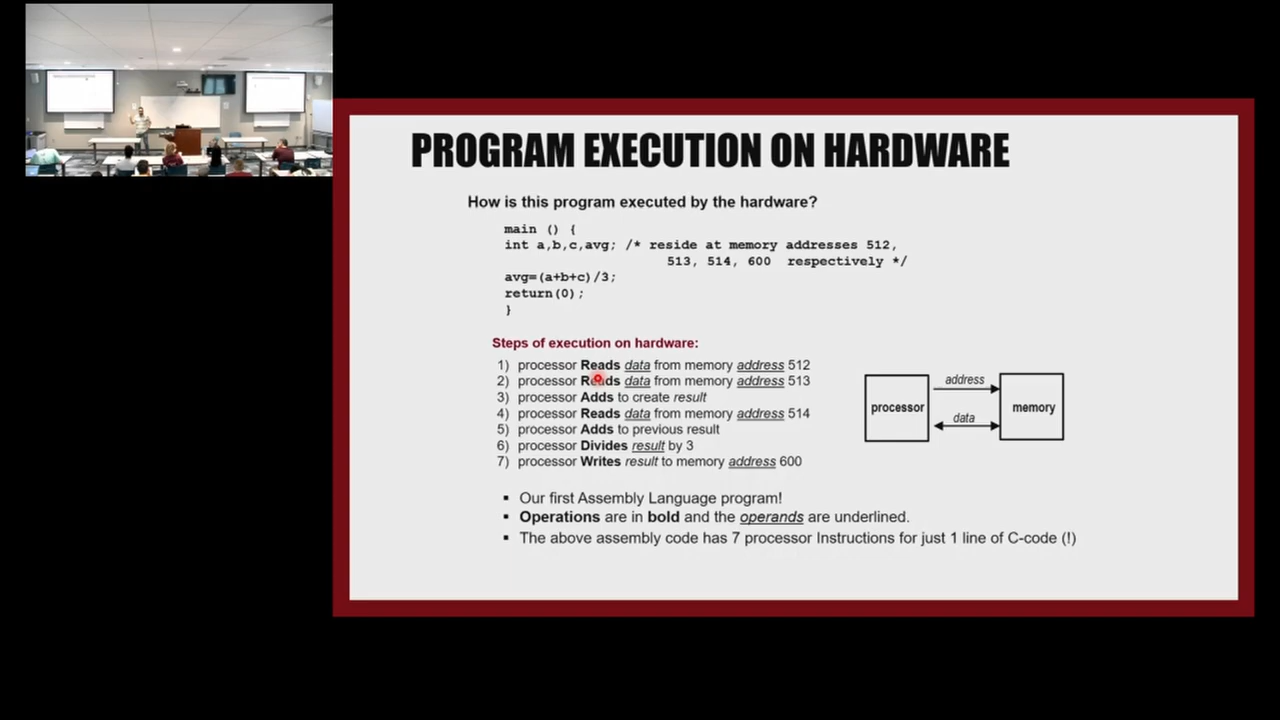 PROGRAM EXECUTION ON HARDWARE
How is this program executed by the hardware?
main () {
int a,b,c,avg; /* reside at memory addresses 512,
513, 514, 600 respectively */
avg=(a+b+c)/3;
return(0);
}
Steps of execution on hardware:
1) processor Reads data from memory address 512
2) processor Reads data from memory address 513
3) processor Adds to create result
4) processor Reads data from memory address 514
5) processor Adds to previous result
6) processor Divides result by 3
7) processor Writes result to memory address 600
processor
address
data
memory
▪ Our first Assembly Language program!
▪ Operations are in bold and the operands are underlined.
▪ The above assembly code has 7 processor Instructions for just 1 line of C-code (!)